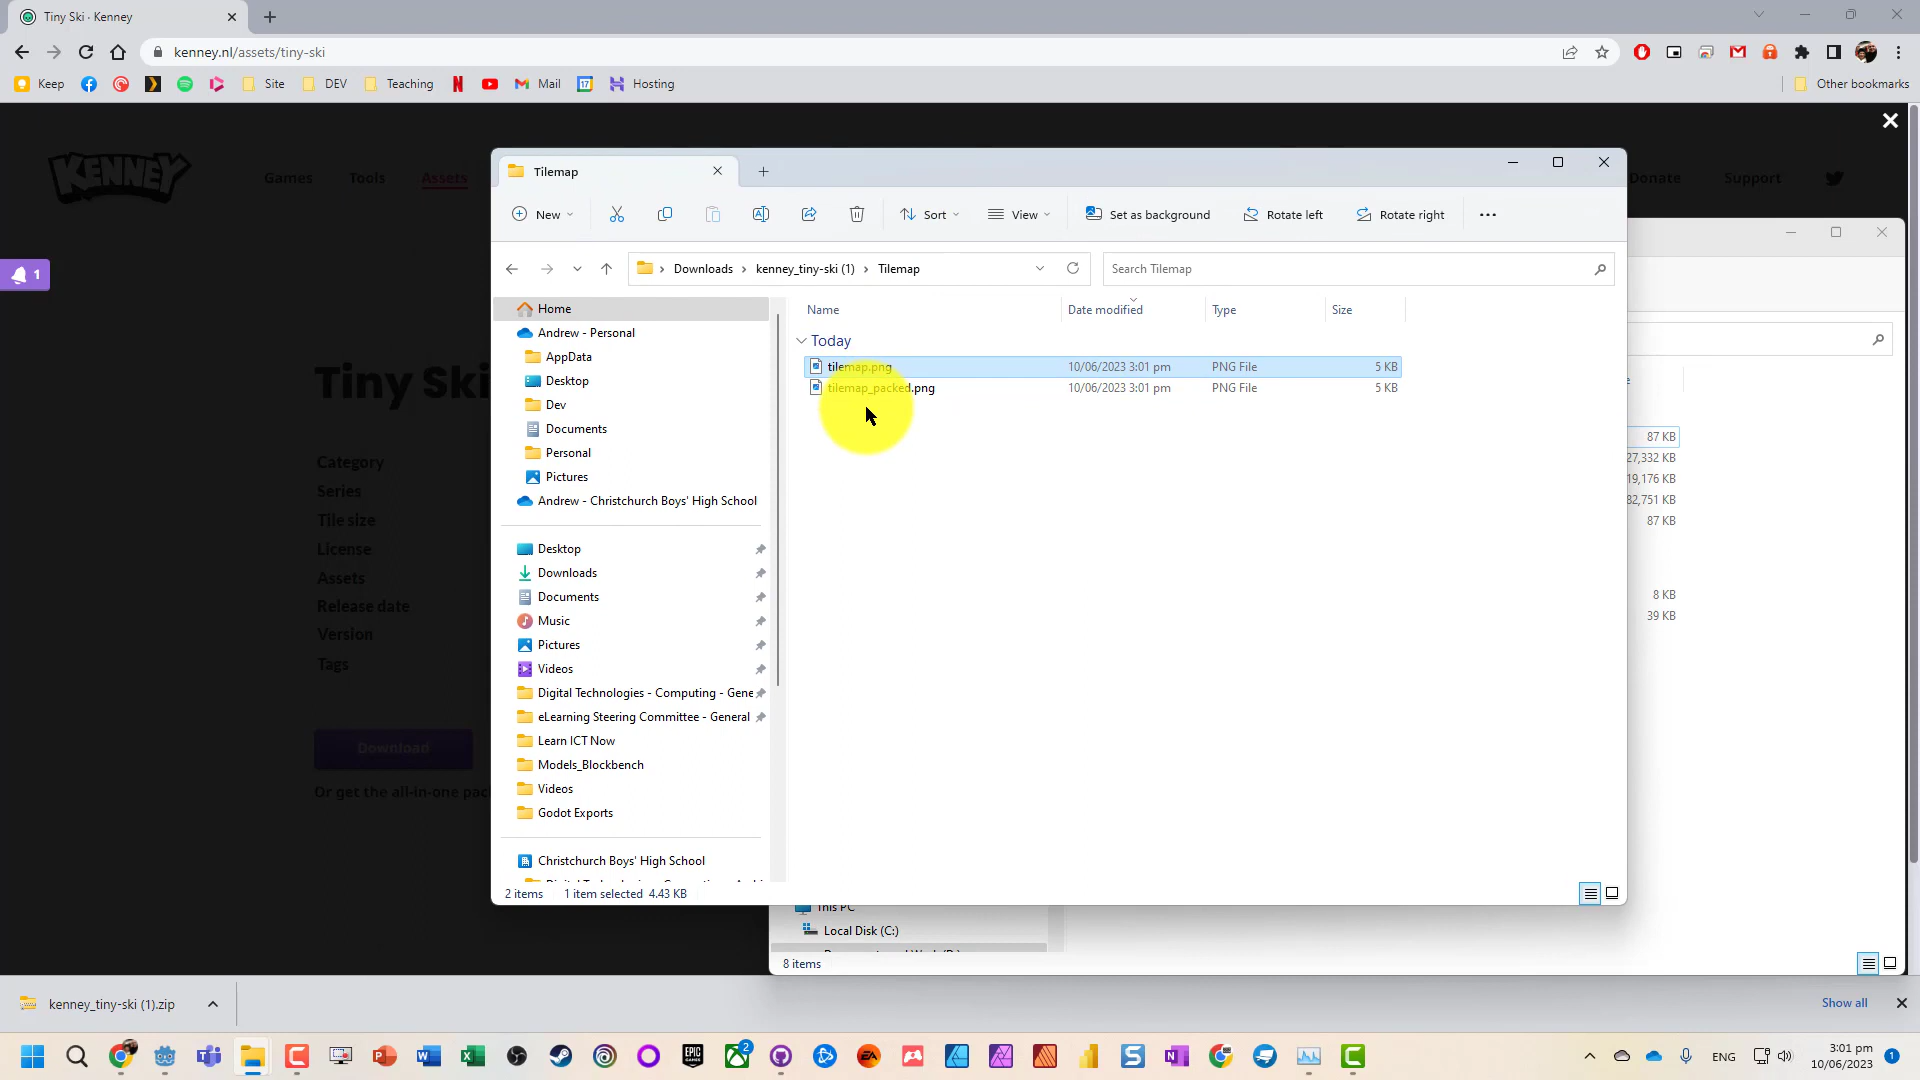 Tiny Ski · Kenney
kenney.nl/assets/tiny-ski
Keep
Site
DEV
Teaching
Mail
17
Hosting
Other bookmarks
KENNEY
Games
Tools
Assets
Donate
Support
1
Tilemap
New
Sort
View
Set as background
Rotate left
Rotate right
Downloads > kenney_tiny-ski (1) > Tilemap
Search Tilemap
Name
Date modified
Type
Size
Today
tilemap.png 10/06/2023 3:01 pm PNG File 5 KB
tilemap_packed.png 10/06/2023 3:01 pm PNG File 5 KB
Home
Andrew - Personal
AppData
Desktop
Dev
Documents
Personal
Pictures
Andrew - Christchurch Boys' High School
Desktop
Downloads
Documents
Music
Pictures
Videos
Digital Technologies - Computing - Gene
eLearning Steering Committee - General
Learn ICT Now
Models_Blockbench
Videos
Godot Exports
Christchurch Boys' High School
2 items 1 item selected 4.43 KB
Tiny Ski
Category
Series
Tile size
License
Assets
Release date
Version
Tags
Download
Or get the all-in-one pac
87 KB
27,332 KB
19,176 KB
82,751 KB
87 KB
8 KB
39 KB
This PC
Local Disk (C:)
8 items
kenney_tiny-ski (1).zip
Show all
2
ENG
3:01 pm
10/06/2023
1